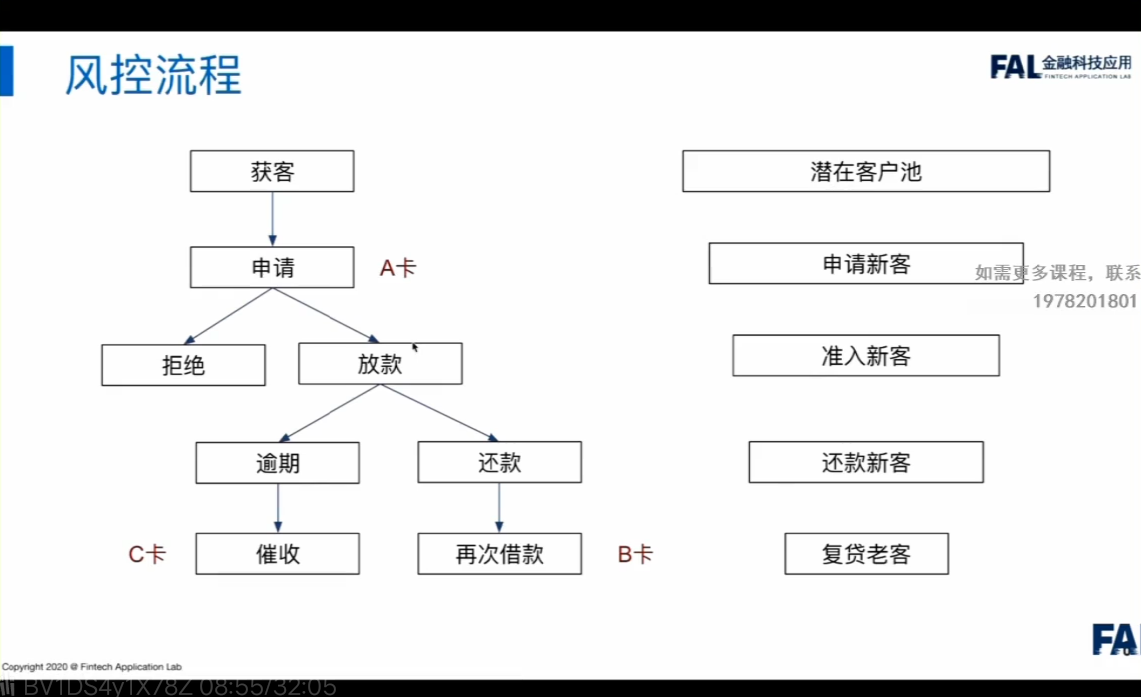 风控流程
FAL 金融科技应用
FINTECH APPLICATION LAB
获客
潜在客户池
申请
A卡
申请新客
如需更多课程，联系
1978201801
拒绝
放款
准入新客
逾期
还款
还款新客
C卡
催收
再次借款
B卡
复贷老客
FAL
Copyright 2020 @ Fintech Application Lab
BV1DS4y1X78Z 08:55/32:05